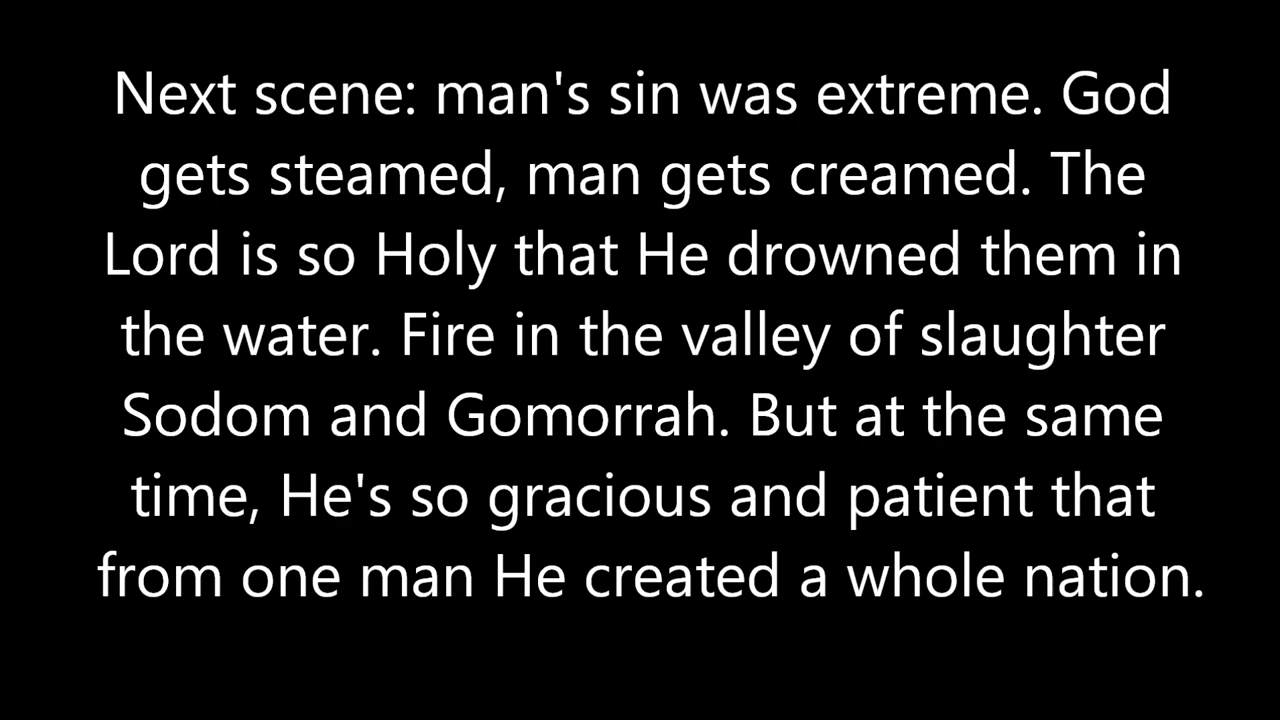 Next scene: man's sin was extreme. God
gets steamed, man gets creamed. The
Lord is so Holy that He drowned them in
the water. Fire in the valley of slaughter
Sodom and Gomorrah. But at the same
time, He's so gracious and patient that
from one man He created a whole nation.